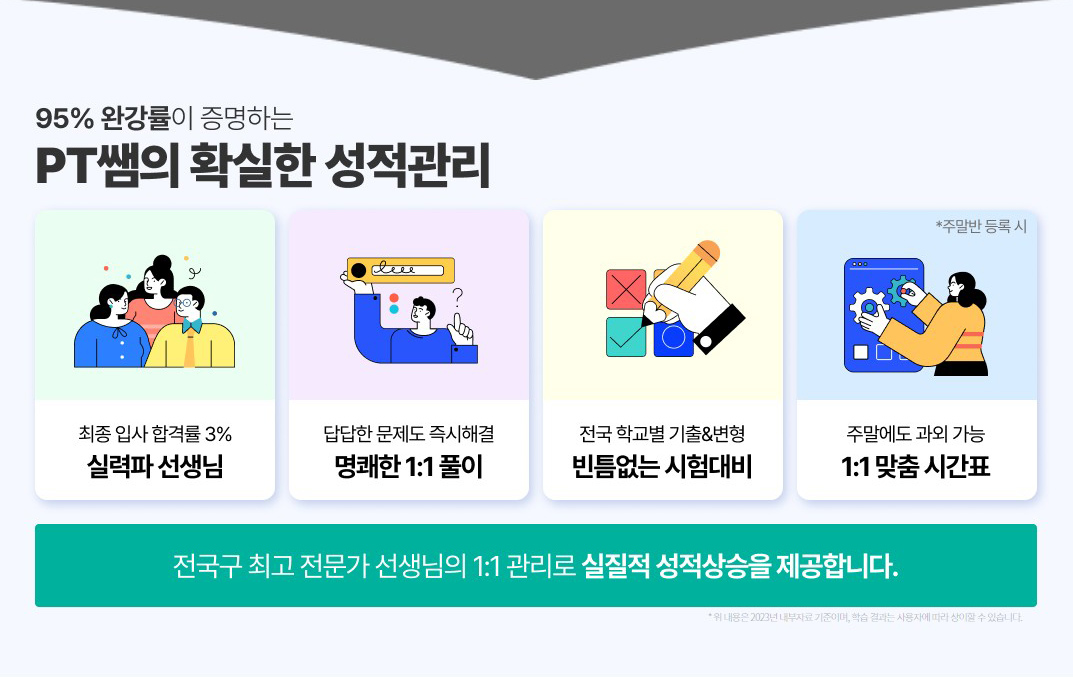 95% 완강률이 증명하는
PT쌤의 확실한 성적관리
*주말반 등록 시
최종 입사 합격률 3%
실력파 선생님
답답한 문제도 즉시해결
명쾌한 1:1 풀이
전국 학교별 기출&변형
빈틈없는 시험대비
주말에도 과외 가능
1:1 맞춤 시간표
전국구 최고 전문가 선생님의 1:1 관리로 실질적 성적상승을 제공합니다.
* 위 내용은 2023년 내부자료 기준이며, 학습 결과는 사용자에 따라 상이할 수 있습니다.